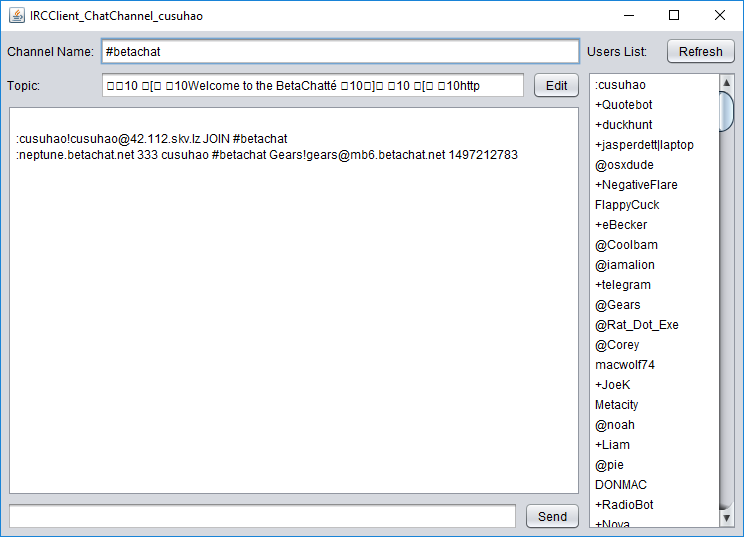 IRCClient_ChatChannel_cusuhao
Channel Name: #betachat Users List: Refresh
Topic: □□10 □[□ □10Welcome to the BetaChatté □10□]□ □10 □[□ □10http Edit
:cusuhao!cusuhao@42.112.skv.lz JOIN #betachat
:neptune.betachat.net 333 cusuhao #betachat Gears!gears@mb6.betachat.net 1497212783
:cusuhao
+Quotebot
+duckhunt
+jasperdett|laptop
@osxdude
+NegativeFlare
FlappyCuck
+eBecker
@Coolbam
@iamalion
+telegram
@Gears
@Rat_Dot_Exe
@Corey
macwolf74
+JoeK
Metacity
@noah
+Liam
@pie
DONMAC
+RadioBot
+Nova
Send